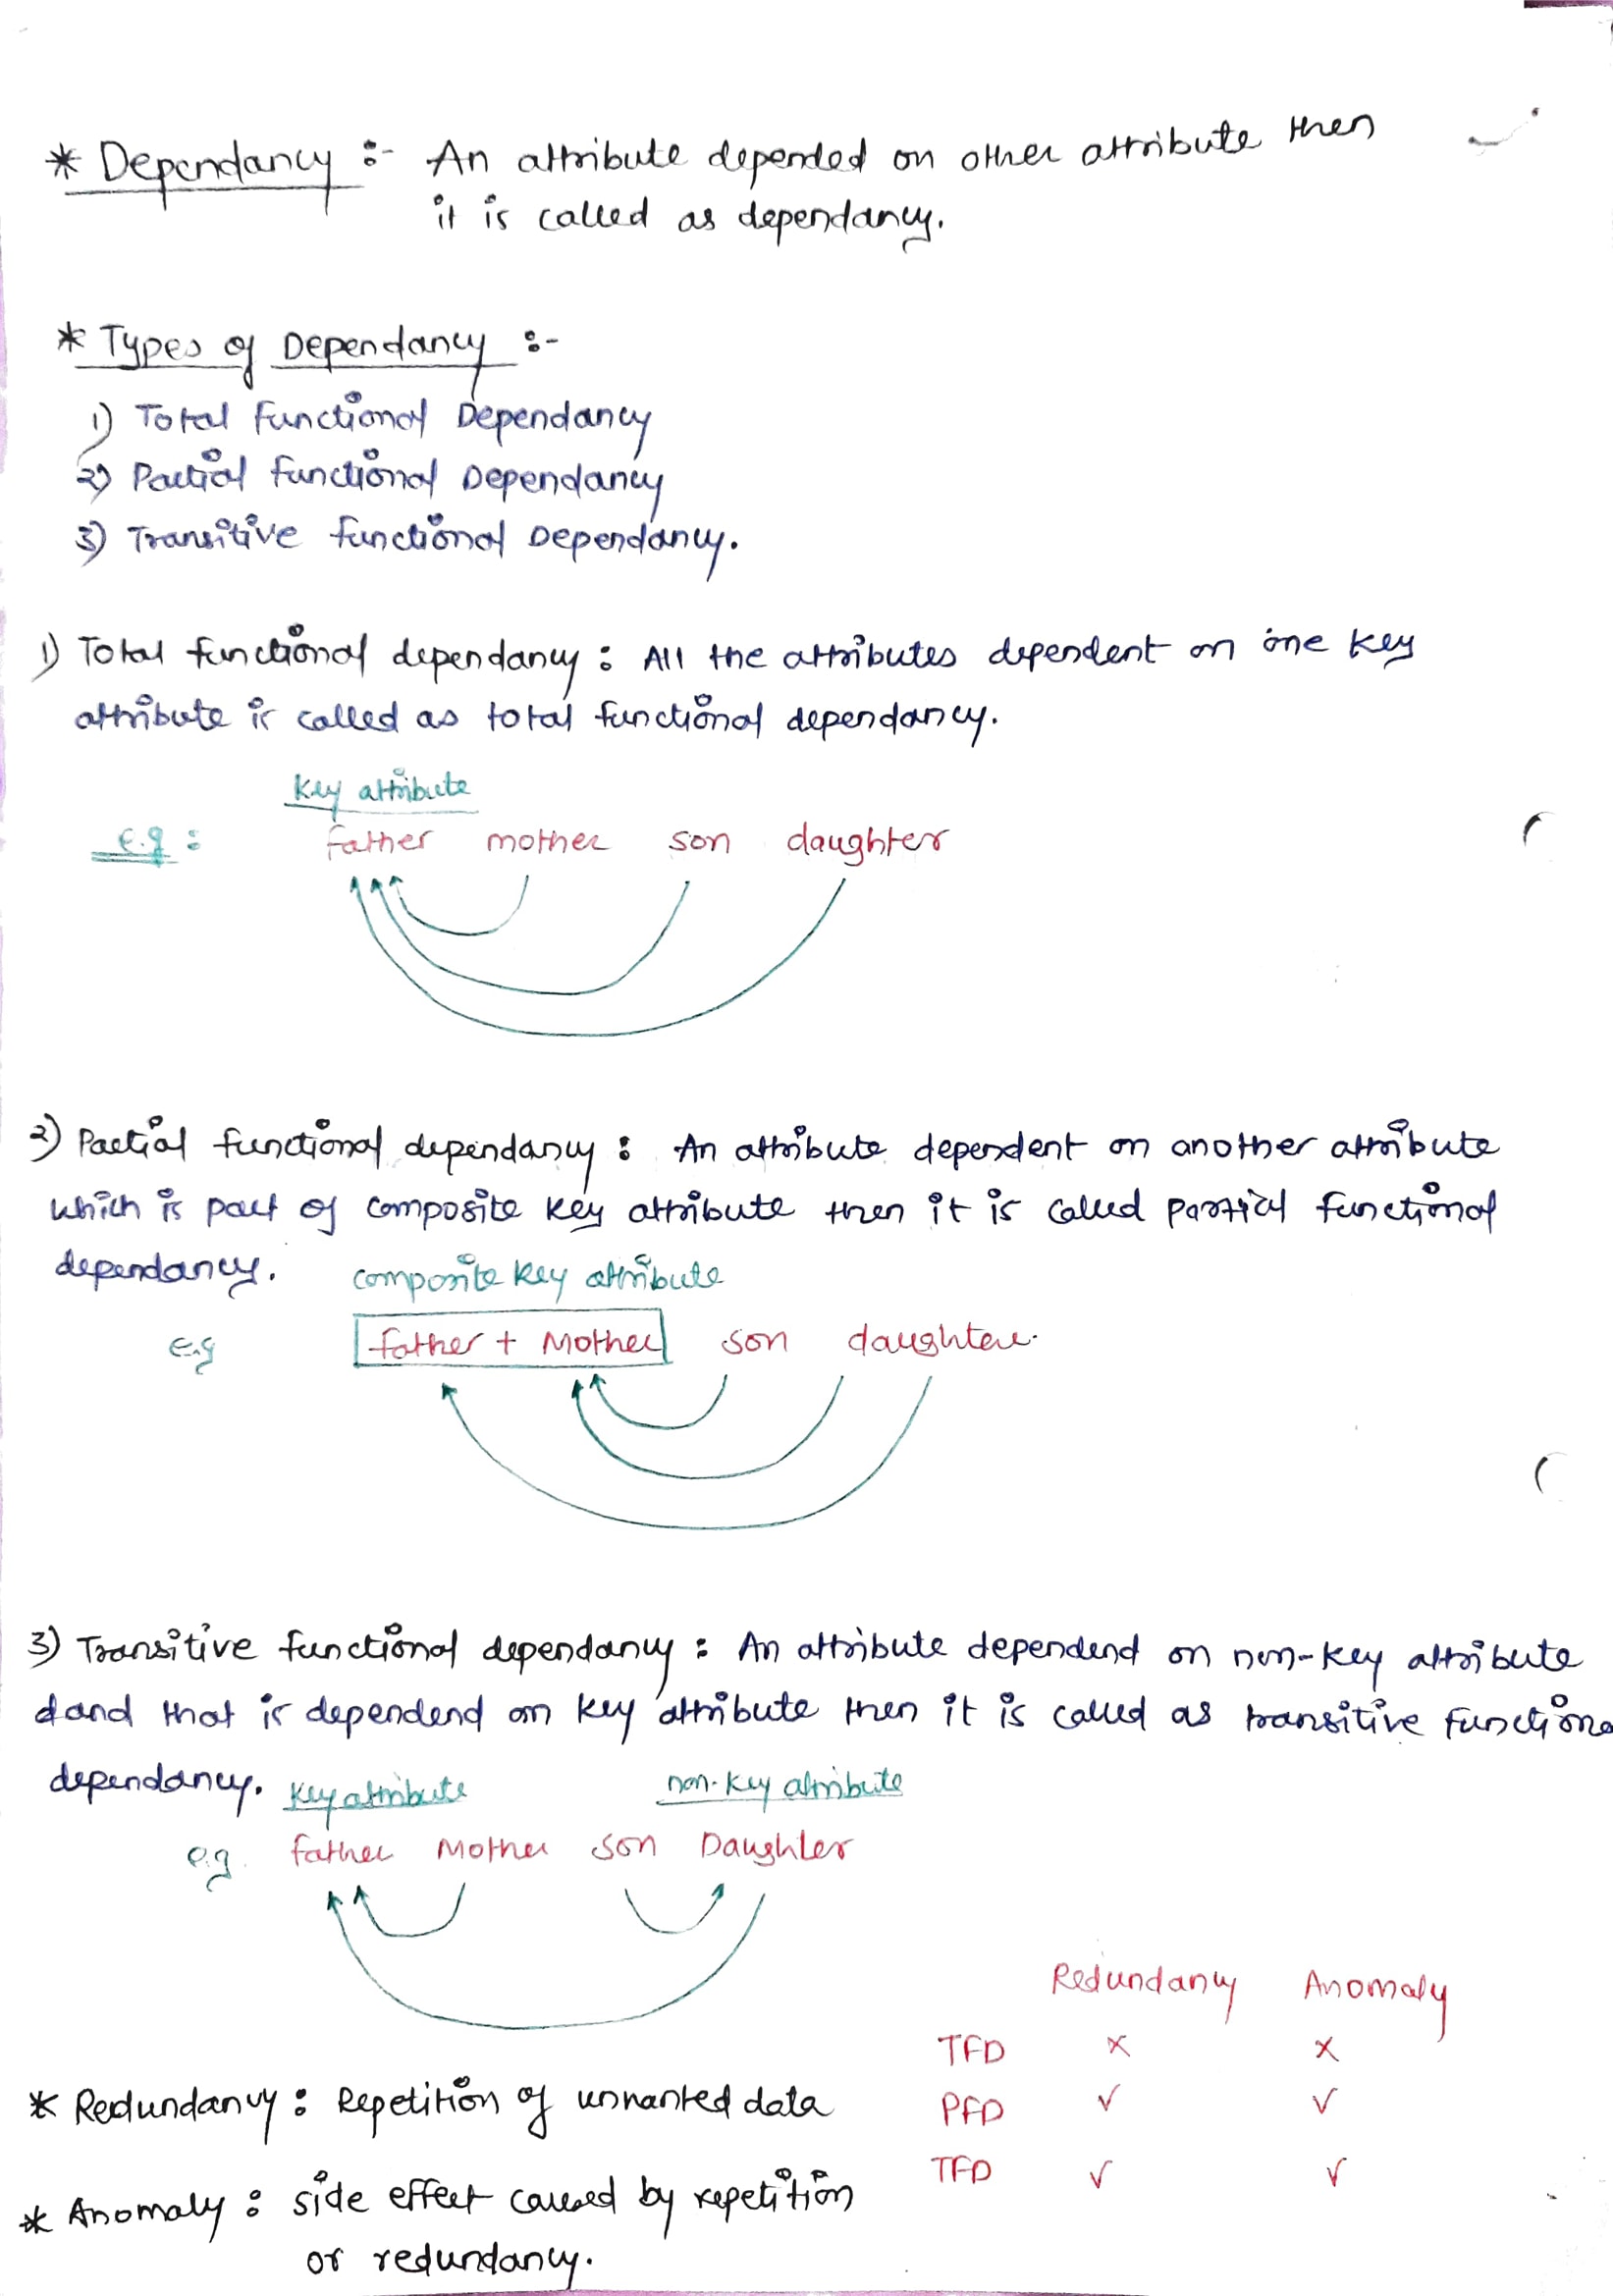 * Dependancy :- An attribute depended on other attribute then
it is called as dependancy.
* Types of Dependancy :-
1) Total functional Dependancy
2) Partial functional Dependancy
3) Transitive functional Dependancy.
1) Total functional dependancy : All the attributes dependent on one key
attribute is called as total functional dependancy.
Key attribute
e.g : father mother son daughter
2) Partial functional dependancy : An attribute dependent on another attribute
which is part of composite key attribute then it is called partial functional
dependancy.
composite key attribute
e.g father + Mother son daughter.
3) Transitive functional dependancy : An attribute dependend on non-key attribute
dand that is dependend on key attribute then it is called as transitive functiona
dependancy.
Key attribute non-key attribute
e.g. father Mother son Daughter
Redundancy Anomaly
TFD x x
PFD ✓ ✓
TFD ✓ ✓
* Redundancy : Repetition of unwanted data
* Anomaly : side effect caused by repetition
or redundancy.